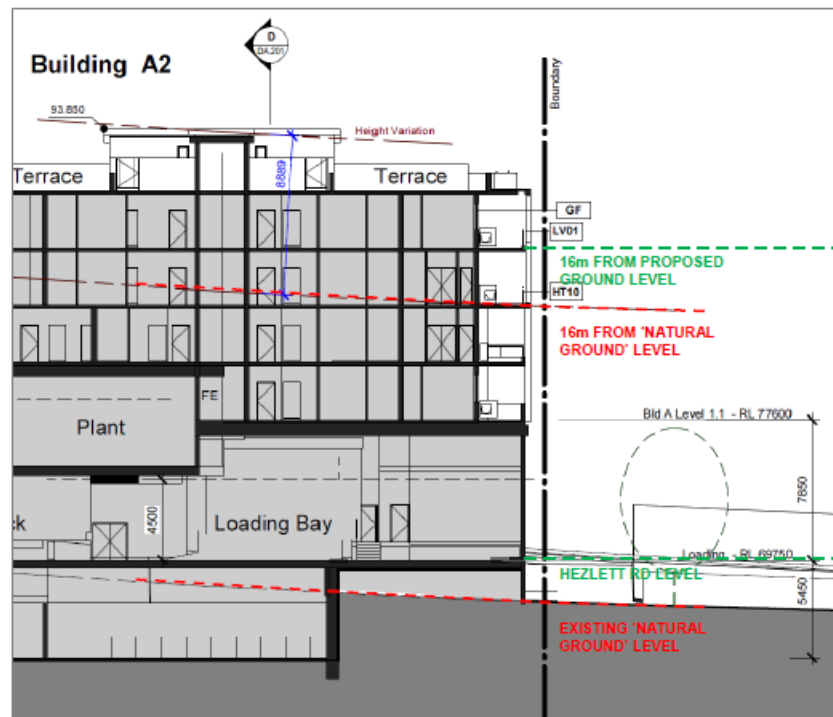 Building A2
D
DA.201
Boundary
93.850
Height Variation
8889
Terrace
Terrace
GF
LV01
16m FROM PROPOSED
GROUND LEVEL
HT10
16m FROM 'NATURAL
GROUND' LEVEL
FE
Plant
Bld A Level 1.1 - RL 77600
7850
4500
ck
Loading Bay
Loading - RL 69750
HEZLETT RD LEVEL
5450
EXISTING 'NATURAL
GROUND' LEVEL